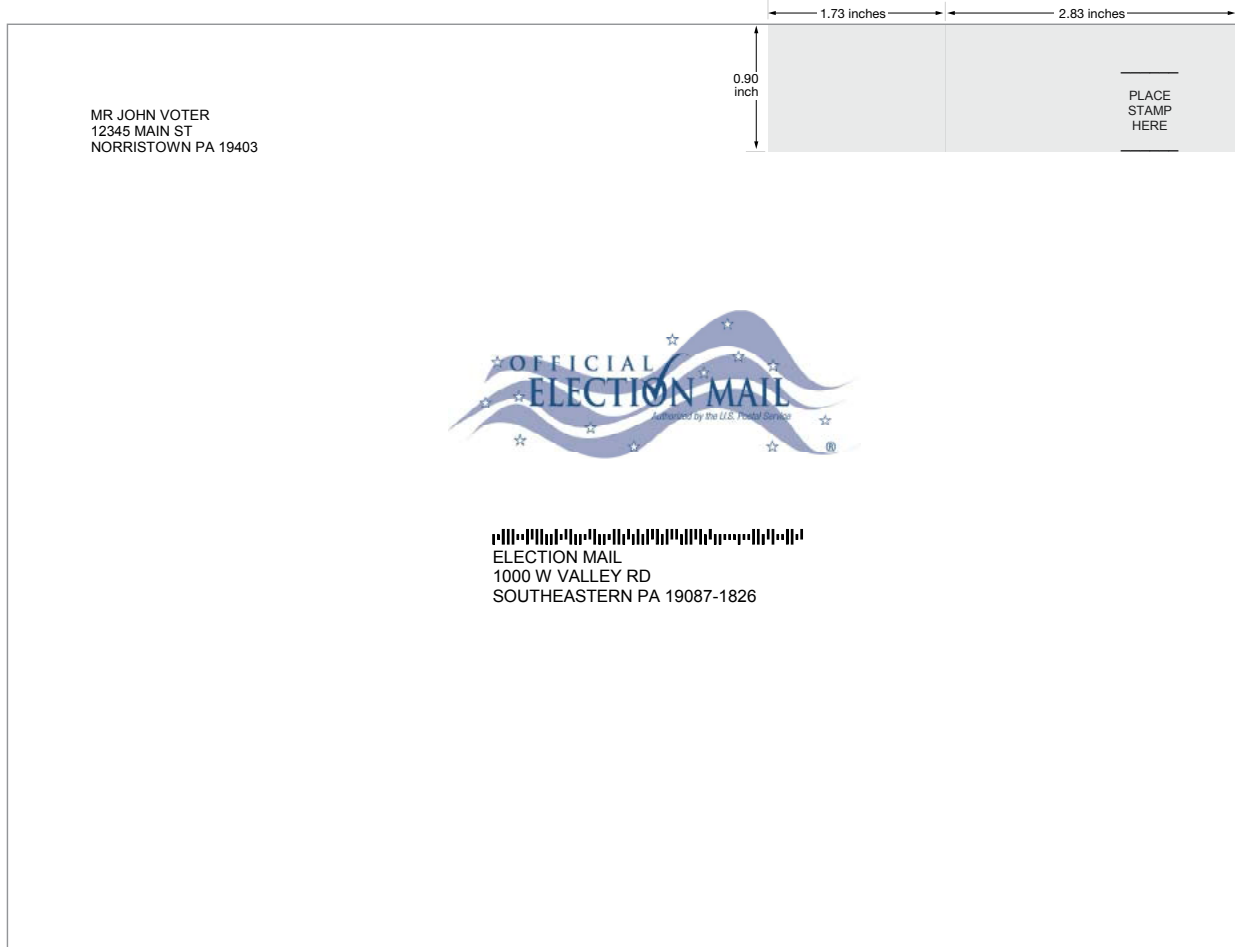 1.73 inches
2.83 inches
0.90
inch
PLACE
STAMP
HERE
MR JOHN VOTER
12345 MAIN ST
NORRISTOWN PA 19403
OFFICIAL
ELECTION MAIL
Authorized by the U.S. Postal Service
®
ELECTION MAIL
1000 W VALLEY RD
SOUTHEASTERN PA 19087-1826